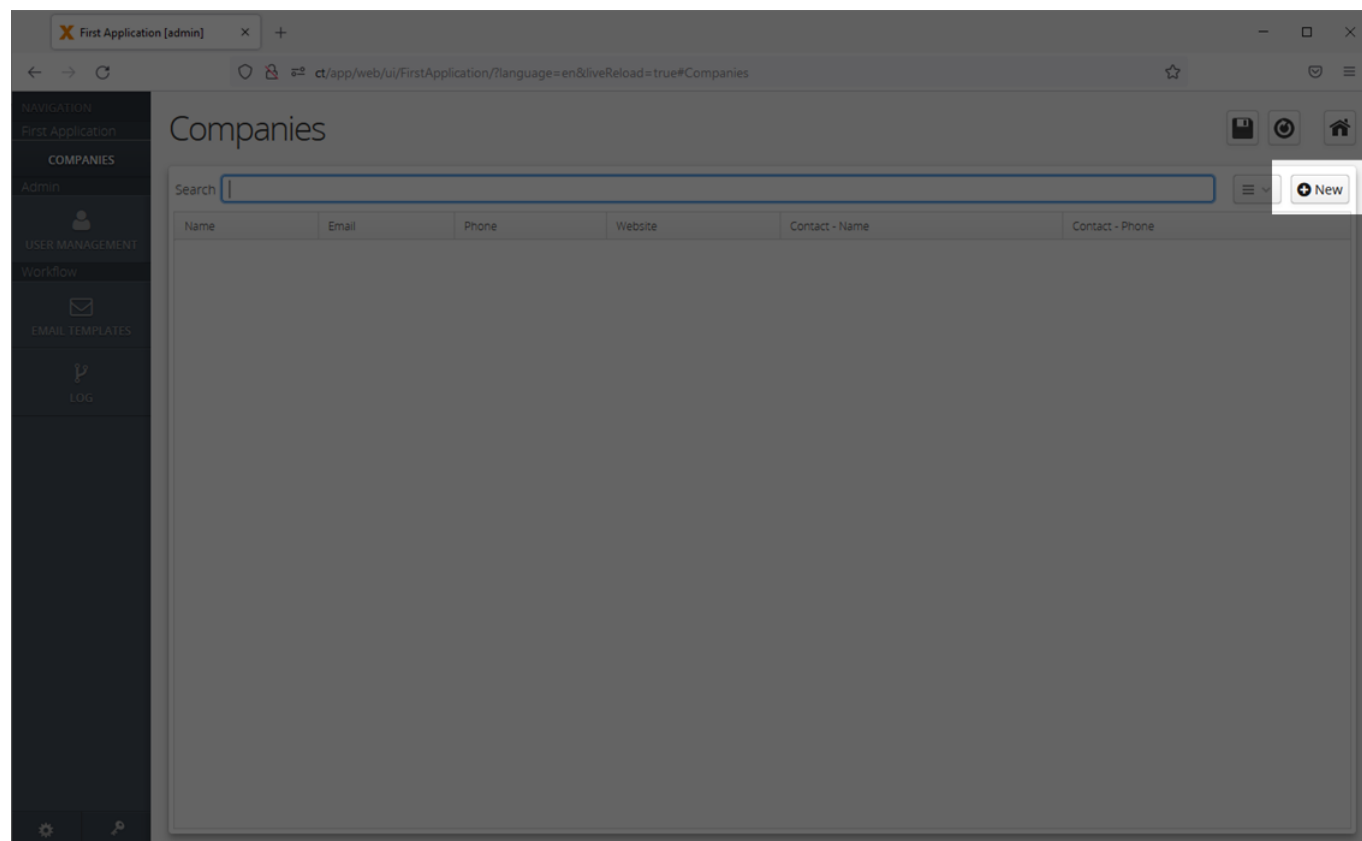 First Application [admin]
ct/app/web/ui/FirstApplication/?language=en&liveReload=true#Companies
NAVIGATION
First Application
COMPANIES
Admin
USER MANAGEMENT
Workflow
EMAIL TEMPLATES
LOG
Companies
Search
New
Name Email Phone Website Contact - Name Contact - Phone